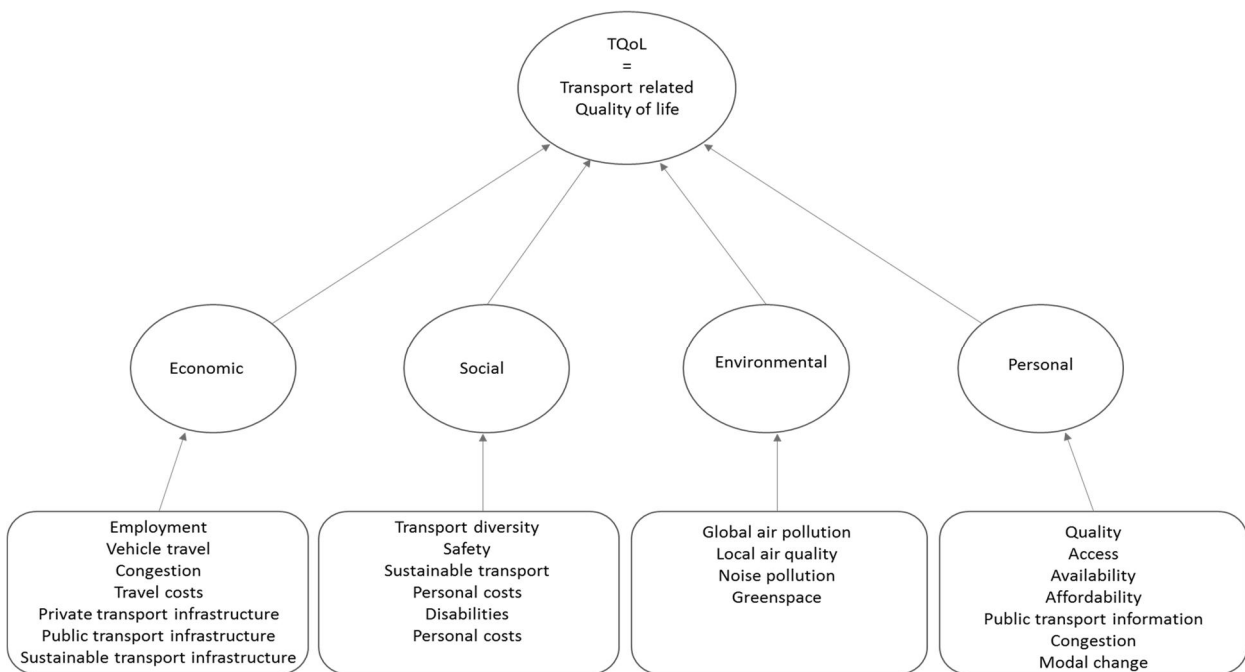 TQoL
=
Transport related
Quality of life
Economic
Social
Environmental
Personal
Employment
Vehicle travel
Congestion
Travel costs
Private transport infrastructure
Public transport infrastructure
Sustainable transport infrastructure
Transport diversity
Safety
Sustainable transport
Personal costs
Disabilities
Personal costs
Global air pollution
Local air quality
Noise pollution
Greenspace
Quality
Access
Availability
Affordability
Public transport information
Congestion
Modal change